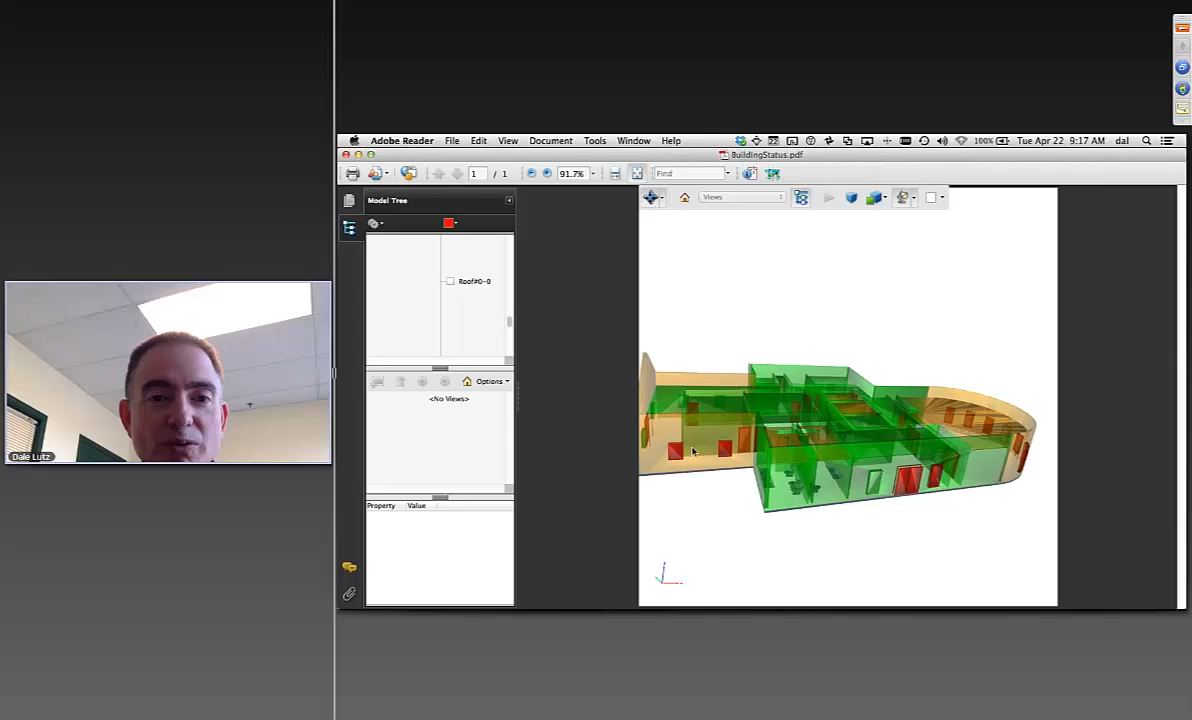 Adobe Reader File Edit View Document Tools Window Help 22 100% Tue Apr 22 9:17 AM dal
BuildingStatus.pdf
1 / 1 91.7% Find
Model Tree
Views
Roof#0-0
Options
<No Views>
Property Value
Dale Lutz